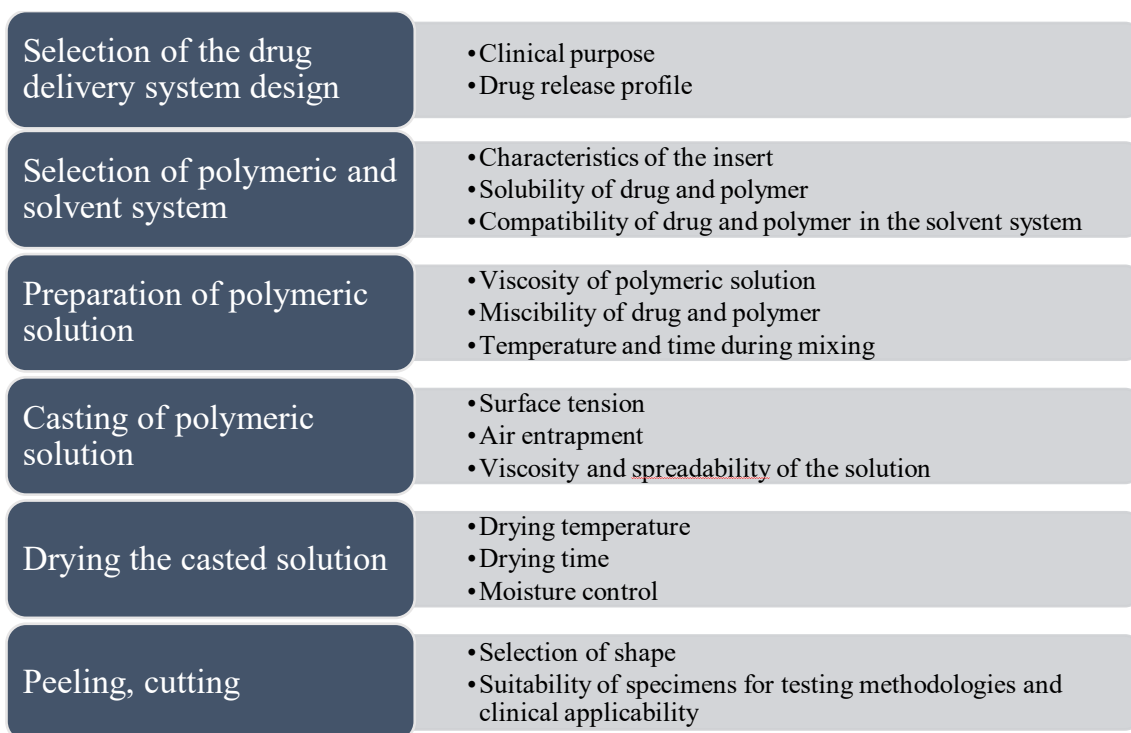 Selection of the drug
delivery system design
•Clinical purpose
•Drug release profile
Selection of polymeric and
solvent system
•Characteristics of the insert
•Solubility of drug and polymer
•Compatibility of drug and polymer in the solvent system
Preparation of polymeric
solution
•Viscosity of polymeric solution
•Miscibility of drug and polymer
•Temperature and time during mixing
Casting of polymeric
solution
•Surface tension
•Air entrapment
•Viscosity and spreadability of the solution
Drying the casted solution
•Drying temperature
•Drying time
•Moisture control
Peeling, cutting
•Selection of shape
•Suitability of specimens for testing methodologies and
clinical applicability